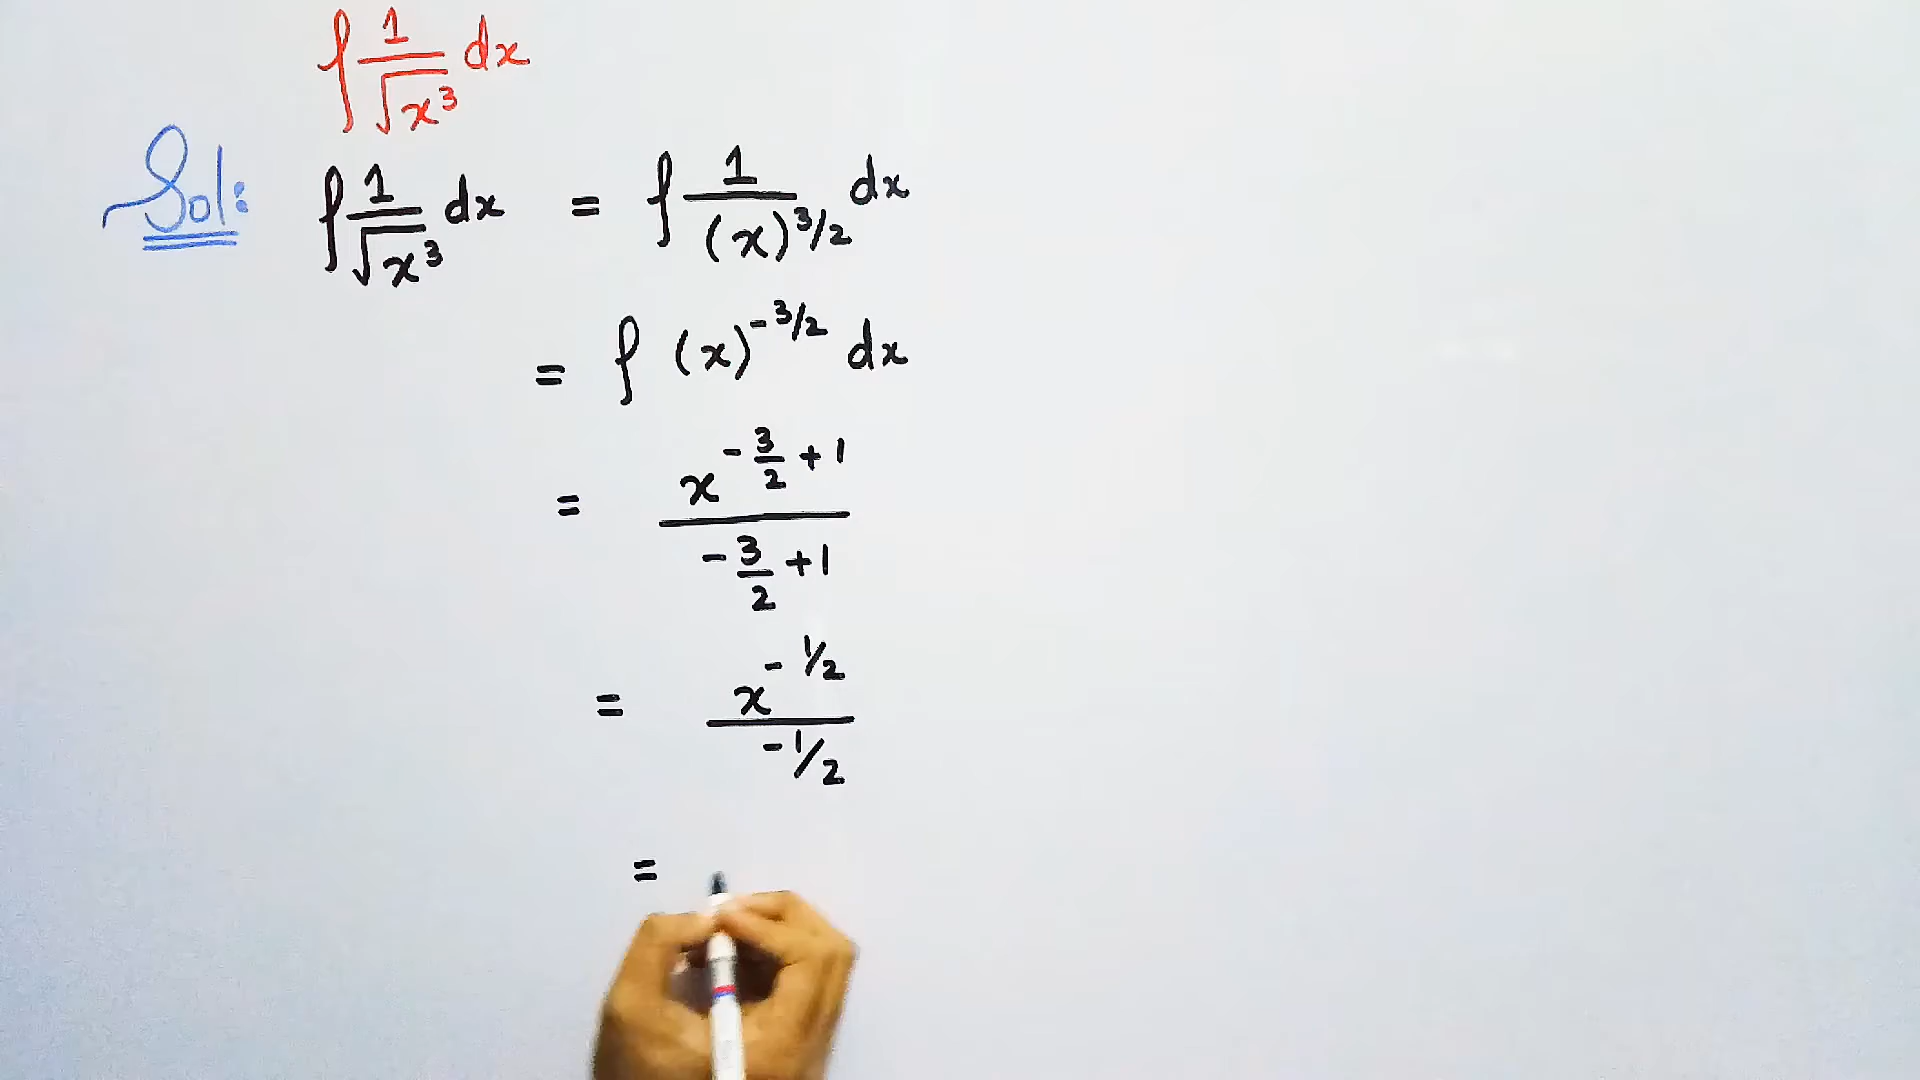 ∫ 1/√x³ dx
Sol: ∫ 1/√x³ dx = ∫ 1/(x)^3/2 dx
= ∫ (x)^-3/2 dx
= x^(-3/2 + 1) / (-3/2 + 1)
= x^(-1/2) / (-1/2)
=